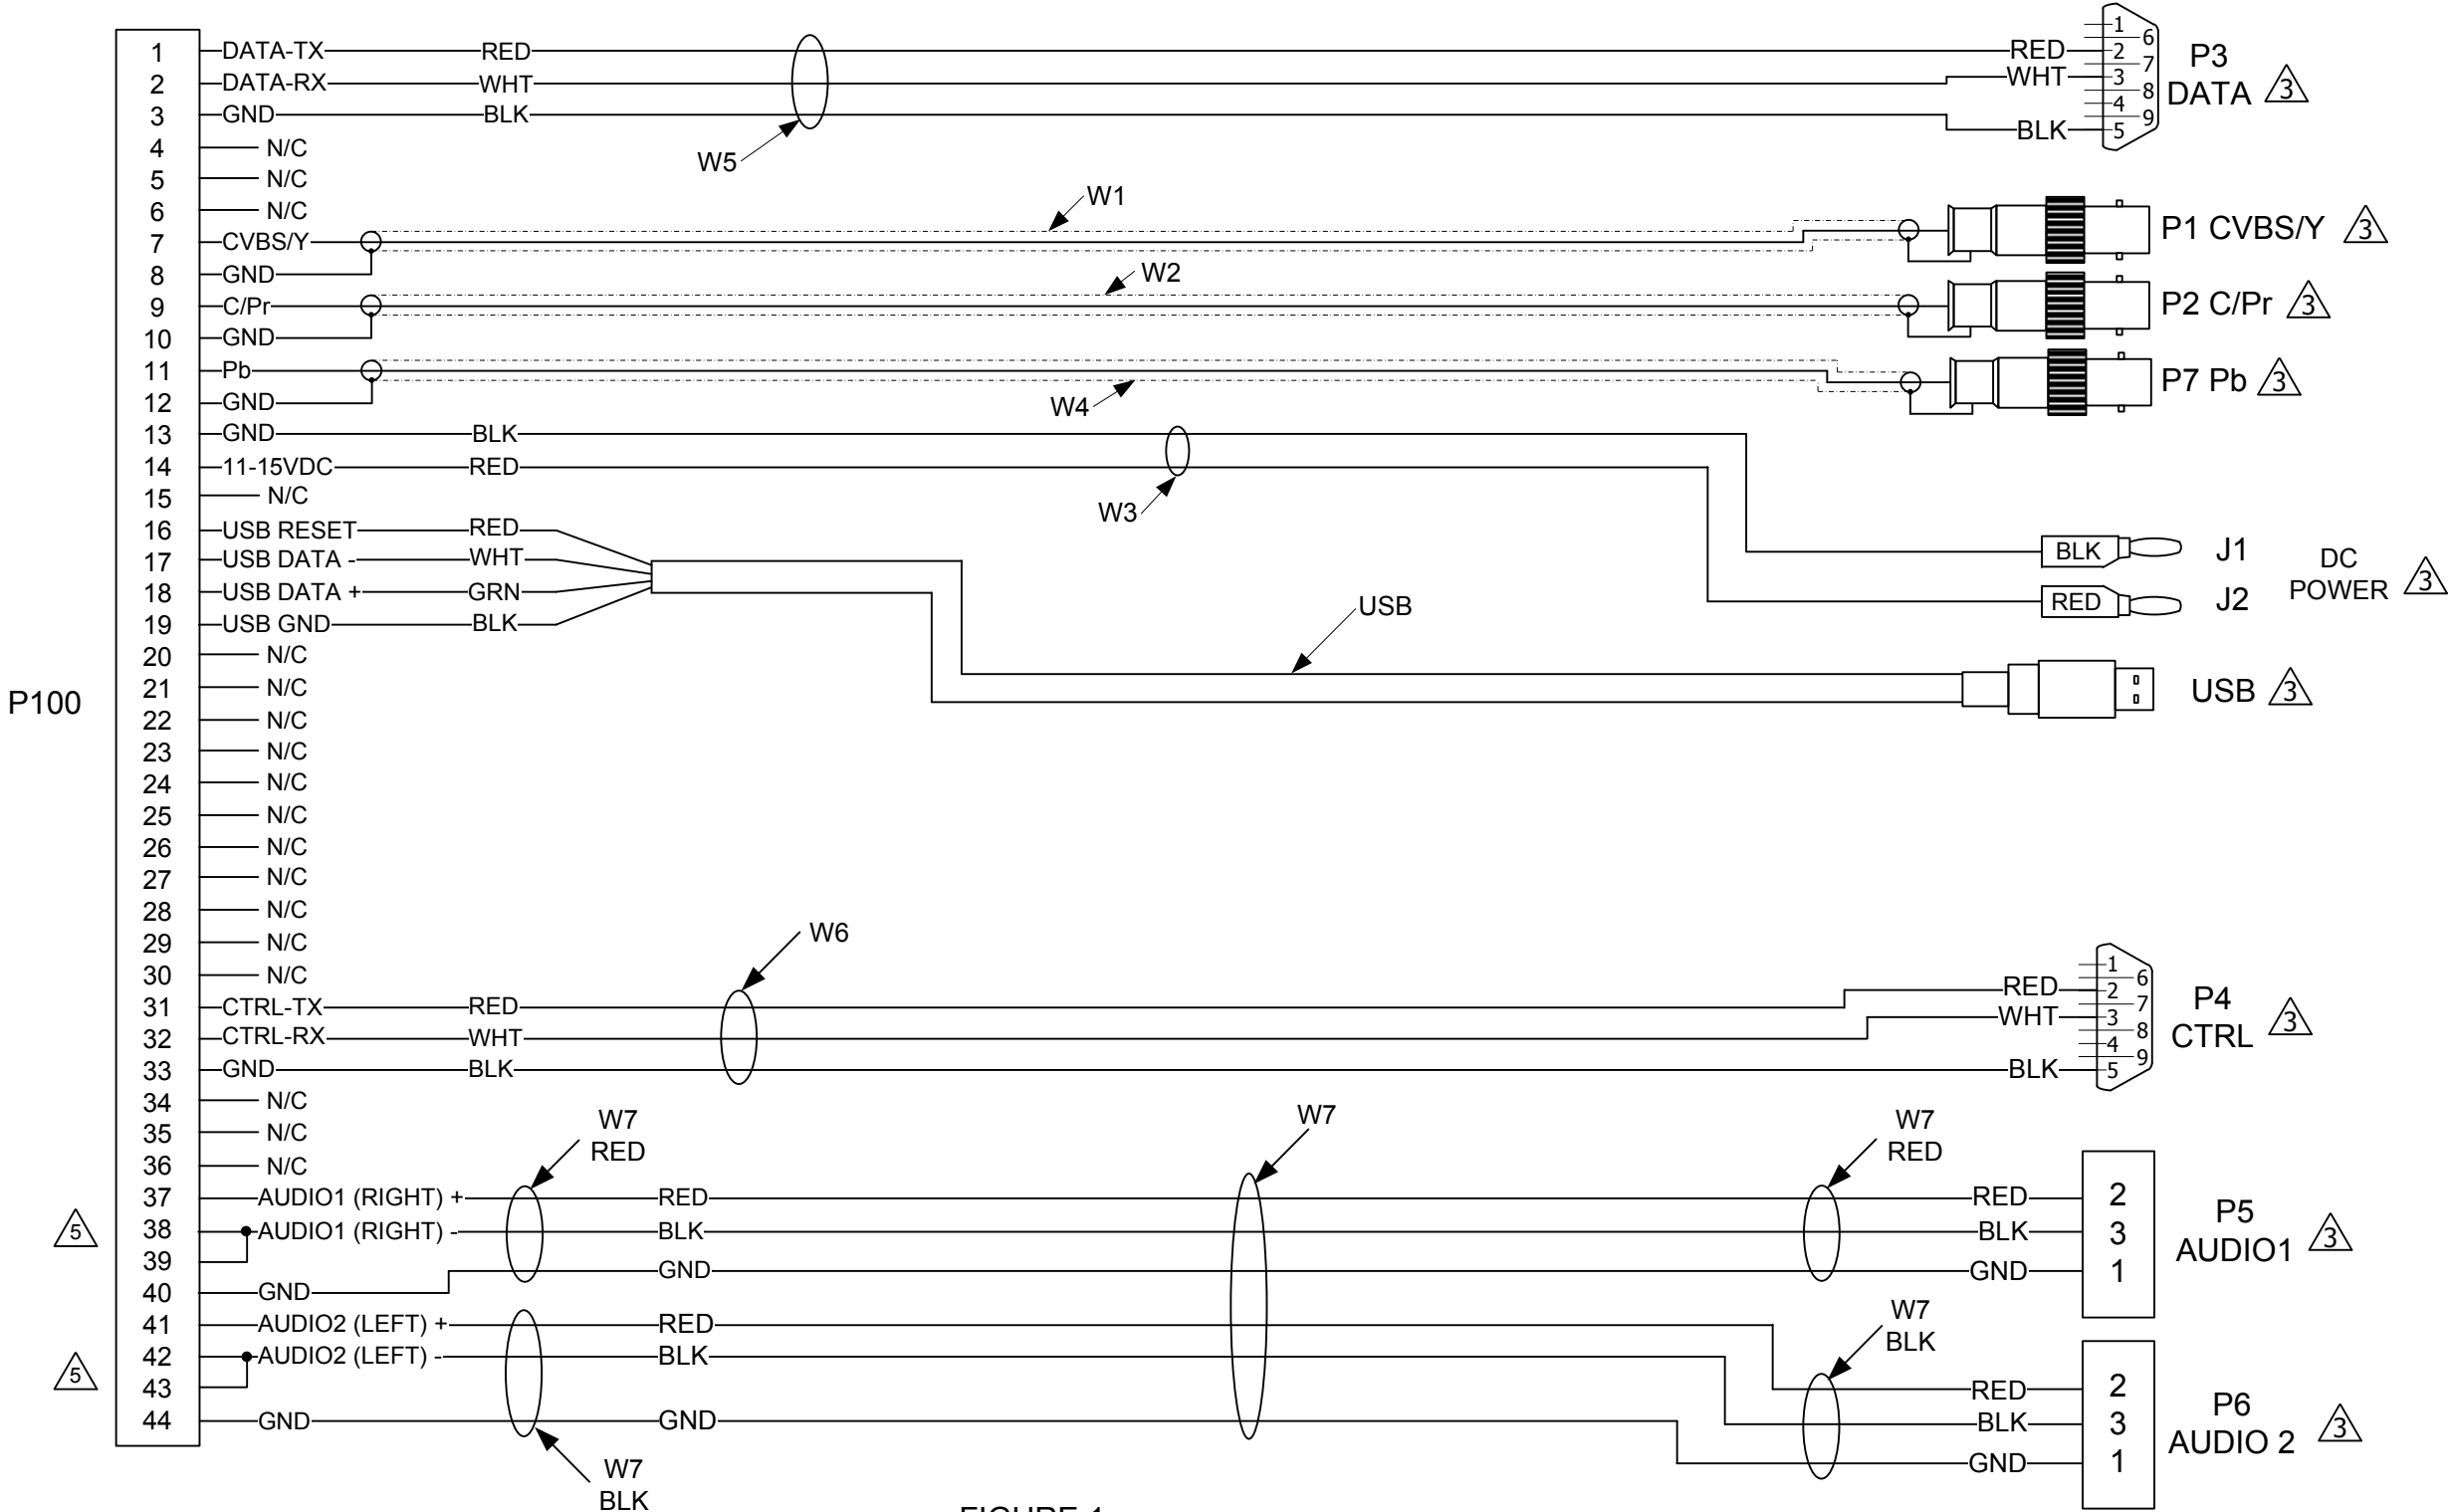 P100
1 DATA-TX RED RED 2
2 DATA-RX WHT WHT 3
3 GND BLK BLK 5
1
6
7
8
4
9
P3
DATA 3
W5
4 N/C
5 N/C
6 N/C
W1
7 CVBS/Y P1 CVBS/Y 3
8 GND
W2
9 C/Pr P2 C/Pr 3
10 GND
11 Pb P7 Pb 3
12 GND
W4
13 GND BLK
14 11-15VDC RED
W3
15 N/C
BLK J1
RED J2
DC
POWER 3
16 USB RESET RED
17 USB DATA - WHT
18 USB DATA + GRN
19 USB GND BLK
USB
USB 3
20 N/C
21 N/C
22 N/C
23 N/C
24 N/C
25 N/C
26 N/C
27 N/C
28 N/C
29 N/C
30 N/C
W6
31 CTRL-TX RED RED 2
32 CTRL-RX WHT WHT 3
33 GND BLK BLK 5
1
6
7
8
4
9
P4
CTRL 3
34 N/C
35 N/C
36 N/C
W7
RED
W7
W7
RED
37 AUDIO1 (RIGHT) + RED RED 2
5 38 AUDIO1 (RIGHT) - BLK BLK 3
39
40 GND GND GND 1
P5
AUDIO1 3
41 AUDIO2 (LEFT) + RED RED 2
42 AUDIO2 (LEFT) - BLK BLK 3
5 43
44 GND GND GND 1
W7
BLK
W7
BLK
P6
AUDIO 2 3
FIGURE 1